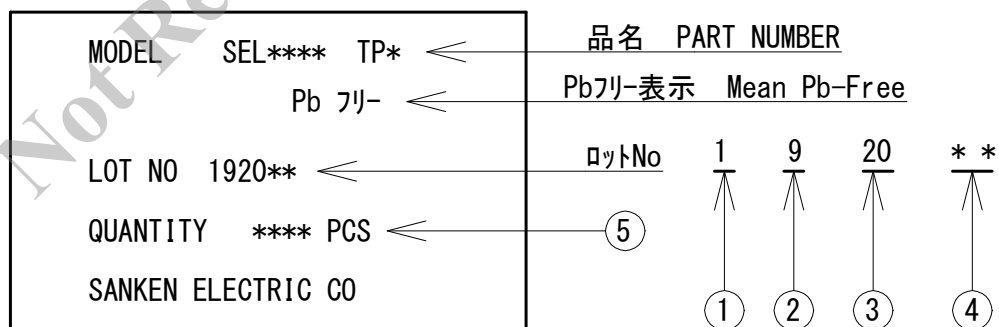 Not Re
MODEL SEL**** TP*
品名 PART NUMBER
Pb フリー
Pbフリー表示 Mean Pb-Free
LOT NO 1920**
ロットNo 1 9 20 * *
QUANTITY **** PCS
⑤
SANKEN ELECTRIC CO
① ② ③ ④